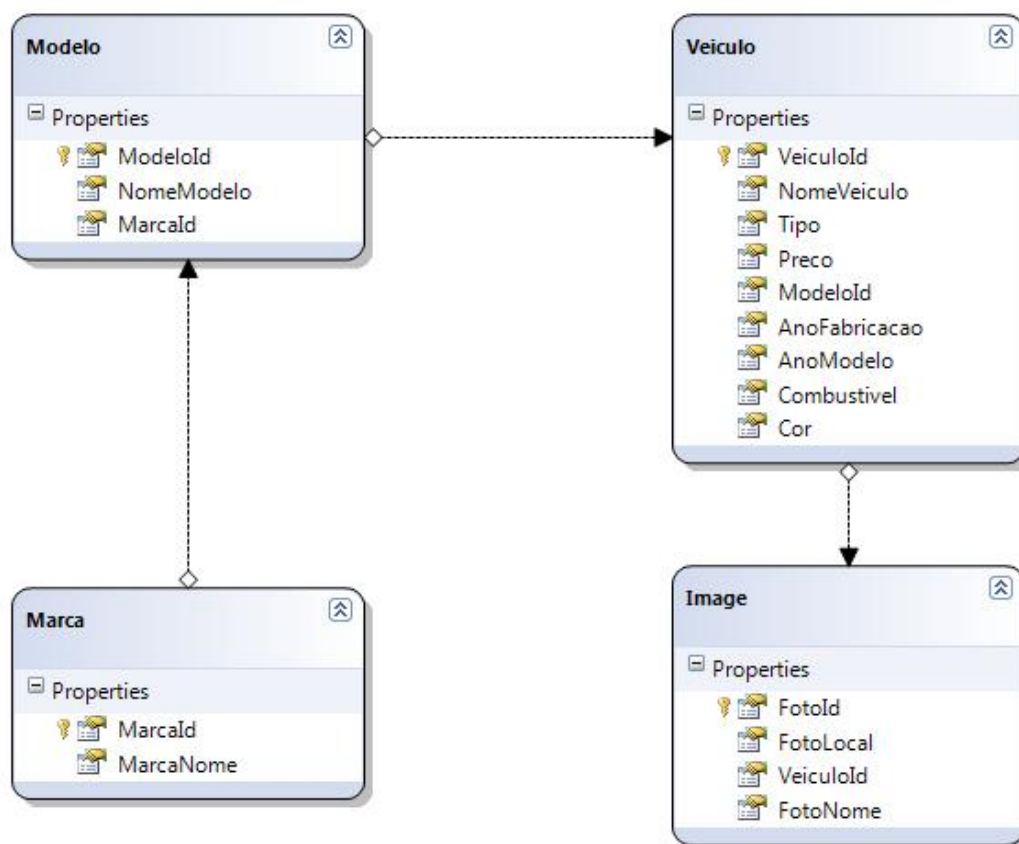 Modelo
Properties
ModeloId
NomeModelo
MarcaId
Veiculo
Properties
VeiculoId
NomeVeiculo
Tipo
Preco
ModeloId
AnoFabricacao
AnoModelo
Combustivel
Cor
Marca
Properties
MarcaId
MarcaNome
Image
Properties
FotoId
FotoLocal
VeiculoId
FotoNome